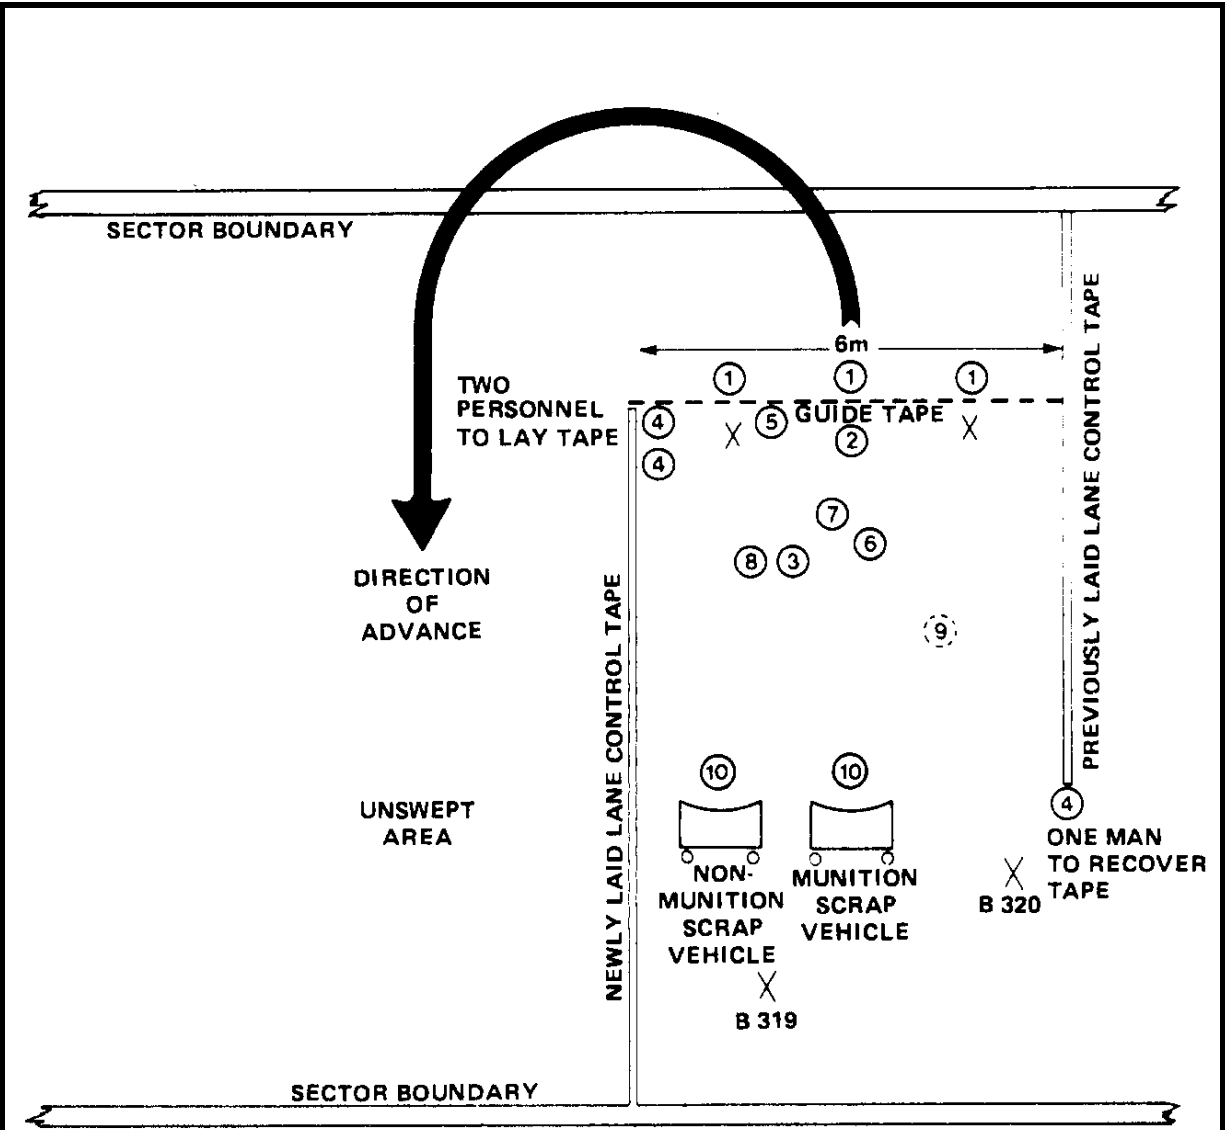 SECTOR BOUNDARY
6m
1
1
1
TWO
PERSONNEL
TO LAY TAPE
GUIDE TAPE
4
5
2
4
7
6
8
3
9
DIRECTION
OF
ADVANCE
NEWLY LAID LANE CONTROL TAPE
PREVIOUSLY LAID LANE CONTROL TAPE
10
10
4
UNSWEPT
AREA
NON-
MUNITION
SCRAP
VEHICLE
MUNITION
SCRAP
VEHICLE
ONE MAN
TO RECOVER
TAPE
X
X
X
B 320
X
B 319
SECTOR BOUNDARY